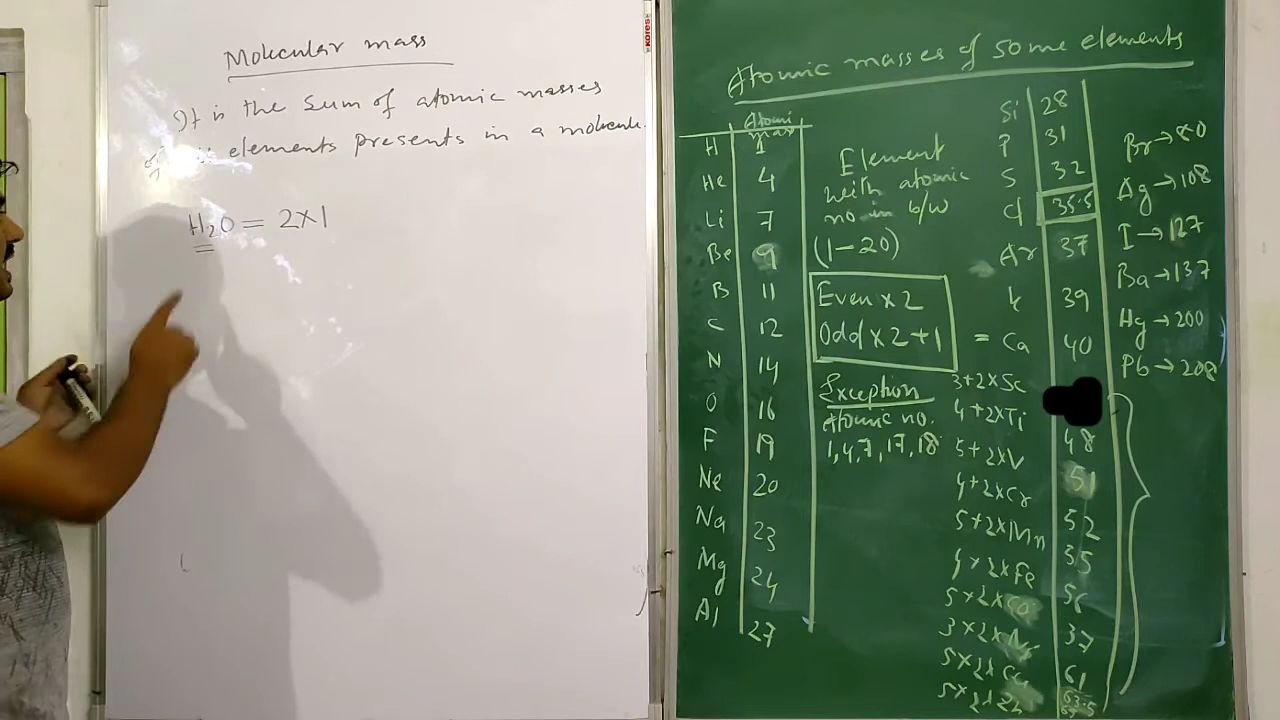 Molecular mass
It is the sum of atomic masses
of elements presents in a molecule.
H₂O = 2×1
KORES
Atomic masses of some elements
Atomic mass
H 1
He 4
Li 7
Be 9
B 11
C 12
N 14
O 16
F 19
Ne 20
Na 23
Mg 24
Al 27
Element
with atomic
no in b/w
(1-20)
Even × 2
Odd × 2 + 1
Exception
Atomic no.
1, 4, 7, 17, 18
Si 28
P 31
S 32
Cl 35.5
Ar 37
K 39
= Ca 40
3+2×Sc
4+2×Ti 48
5+2×V 51
4+2×Cr 52
5+2×Mn 55
4×2×Fe 56
5×2×Co 57
3×2×Ni 61
5×2×Cu 63.5
5×2×Zn
Br→80
Ag→108
I→127
Ba→137
Hg→200
Pb→208